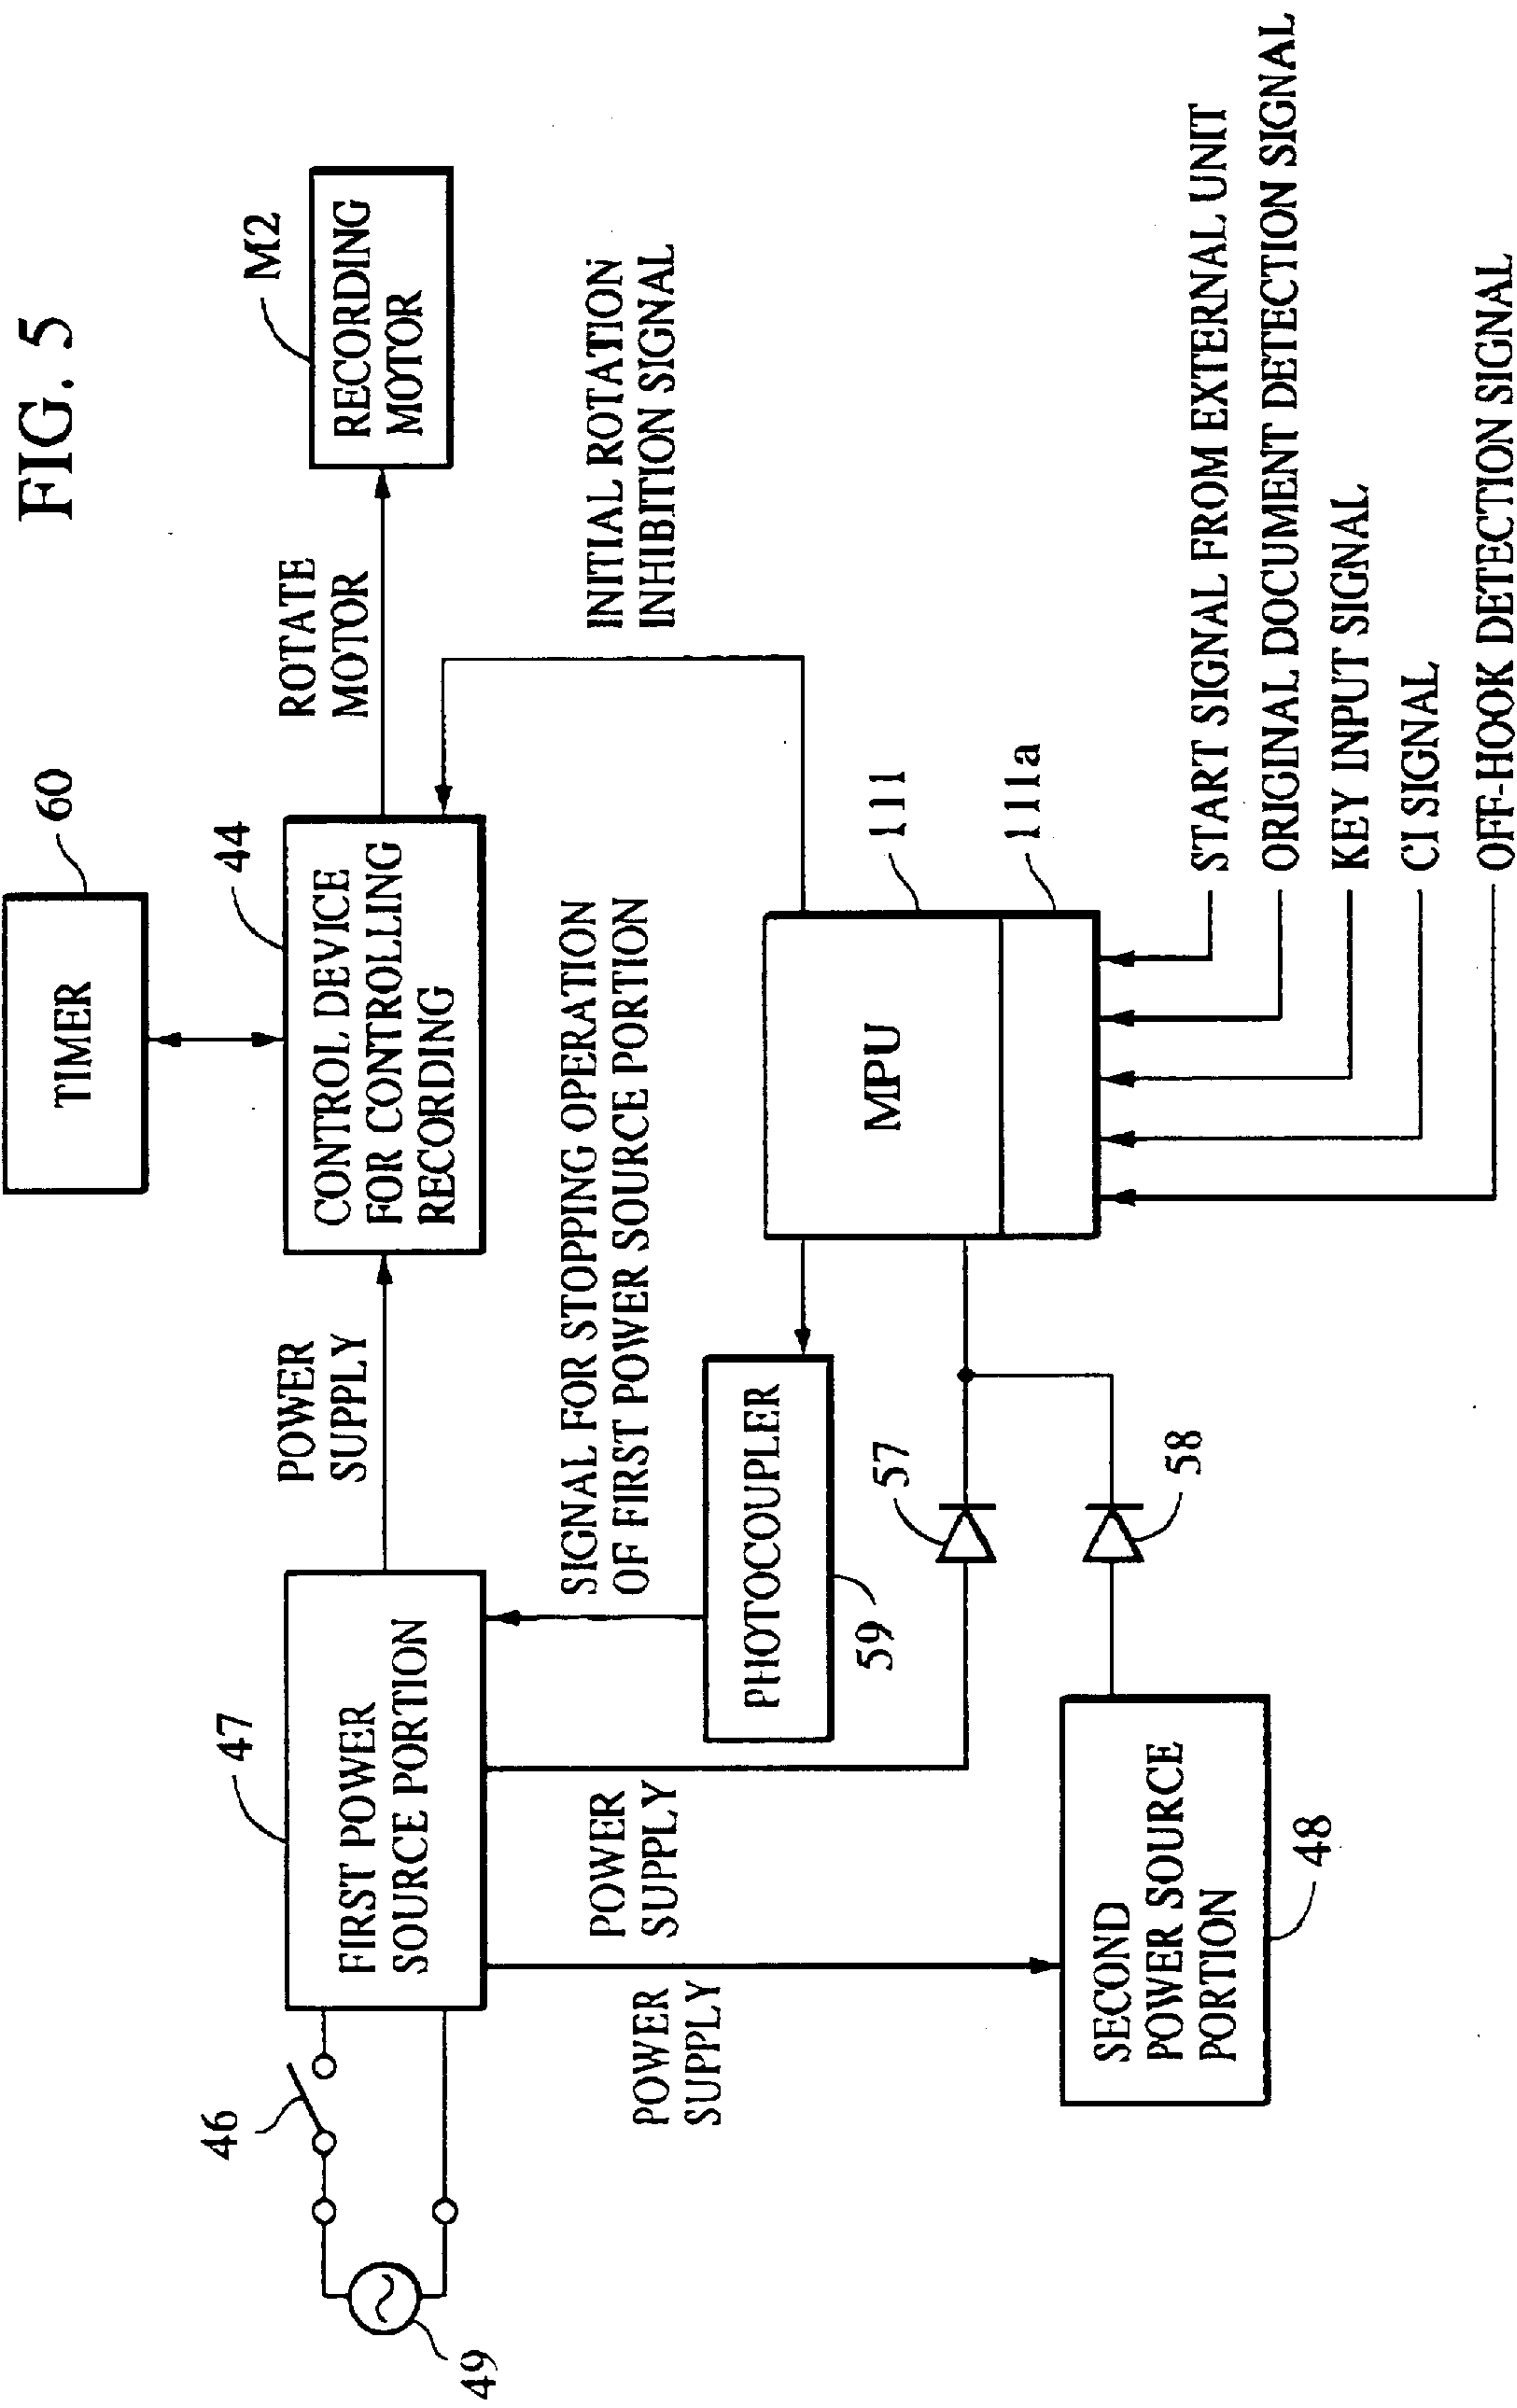 FIG. 5
TIMER
60
44
CONTROL DEVICE
FOR CONTROLLING
RECORDING
M2
RECORDING
MOTOR
ROTATE
MOTOR
POWER
SUPPLY
47
FIRST POWER
SOURCE PORTION
46
49
INITIAL ROTATION
INHIBITION SIGNAL
SIGNAL FOR STOPPING OPERATION
OF FIRST POWER SOURCE PORTION
POWER
SUPPLY
POWER
SUPPLY
PHOTOCOUPLER
59
MPU
111
111a
57
58
SECOND
POWER SOURCE
PORTION
48
START SIGNAL FROM EXTERNAL UNIT
ORIGINAL DOCUMENT DETECTION SIGNAL
KEY INPUT SIGNAL
CI SIGNAL
OFF-HOOK DETECTION SIGNAL